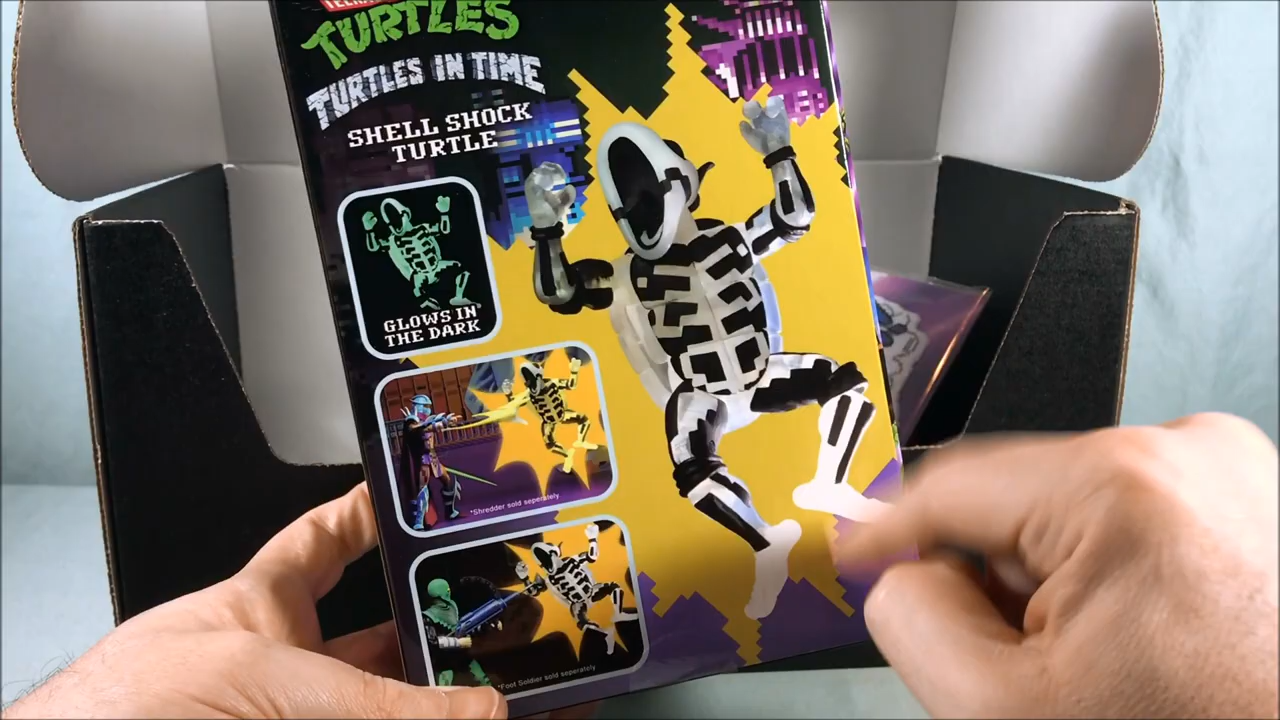 TURTLES
TURTLES IN TIME
SHELL SHOCK
TURTLE
GLOWS IN
THE DARK
*Shredder sold seperately
*Foot Soldier sold seperately